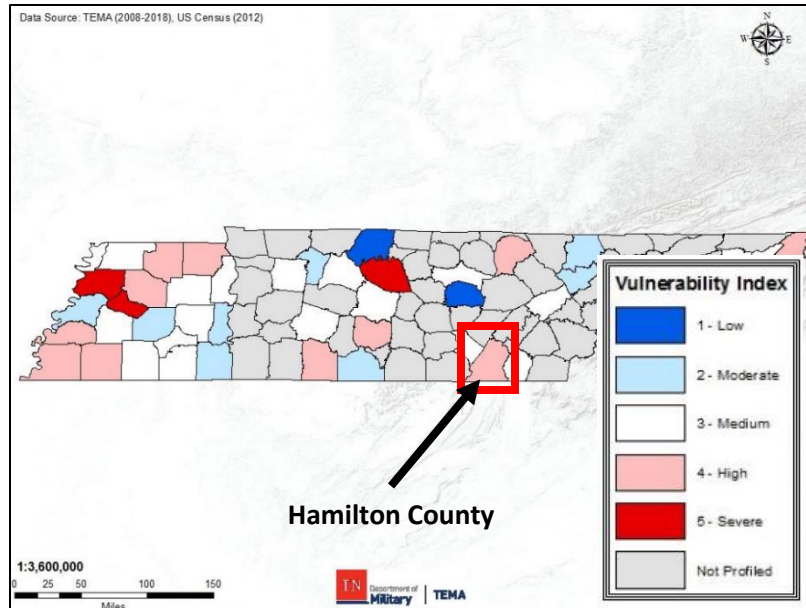 Data Source: TEMA (2008-2018), US Census (2012)
N
W E
S
Vulnerability Index
1 - Low
2 - Moderate
3 - Medium
4 - High
5 - Severe
Not Profiled
Hamilton County
1:3,600,000
0 25 50 100 150
Miles
TN
Department of
Military
TEMA